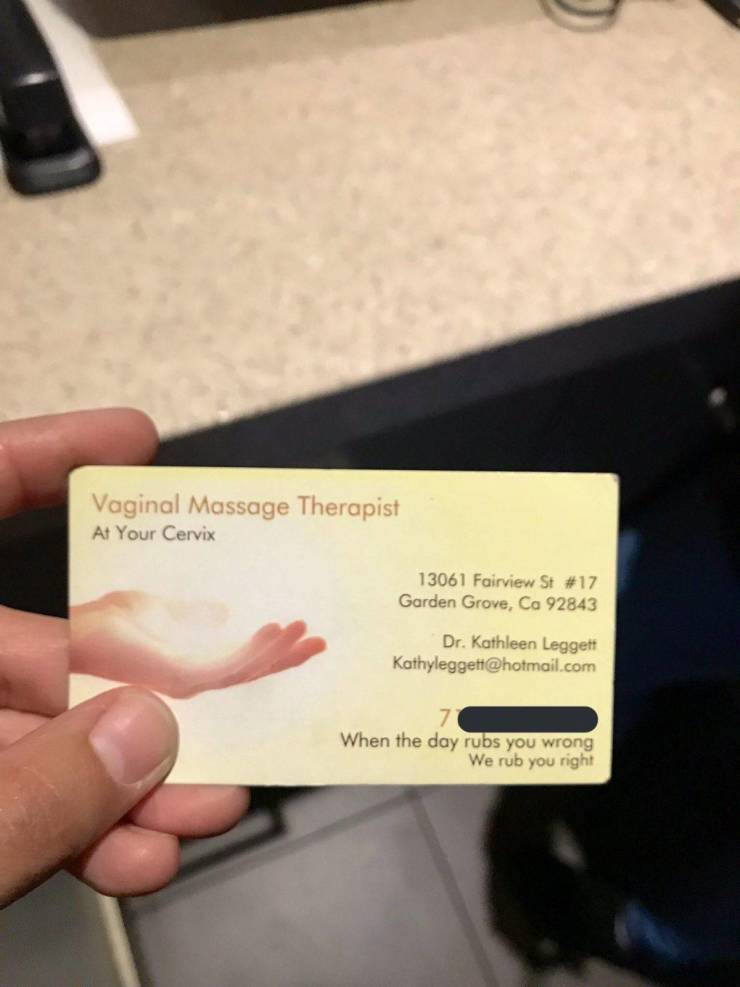 Vaginal Massage Therapist
At Your Cervix
13061 Fairview St #17
Garden Grove, Ca 92843
Dr. Kathleen Leggett
Kathyleggett@hotmail.com
7
When the day rubs you wrong
We rub you right